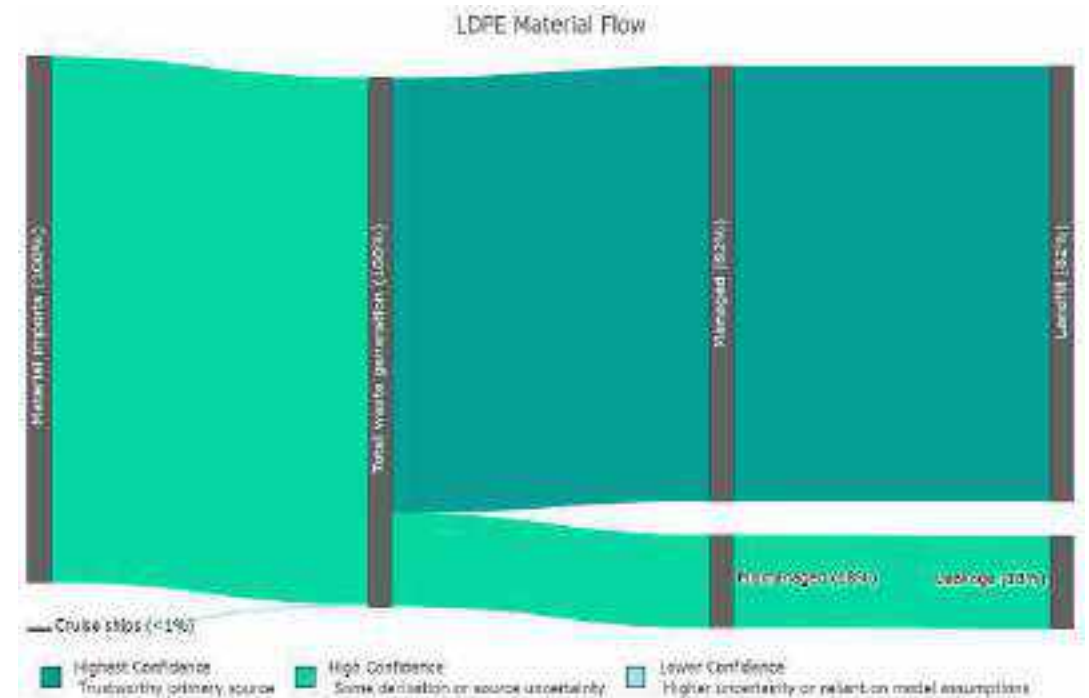 LDPE Material Flow
Material imports (100%)
Total waste generation (100%)
Managed (82%)
Landfill (82%)
Mismanaged (18%)
Leakage
Cruise ships (<1%)
Highest Confidence
Trustworthy primary source
High Confidence
Some derivation or source uncertainty
Lower Confidence
Higher uncertainty or reliant on model assumptions